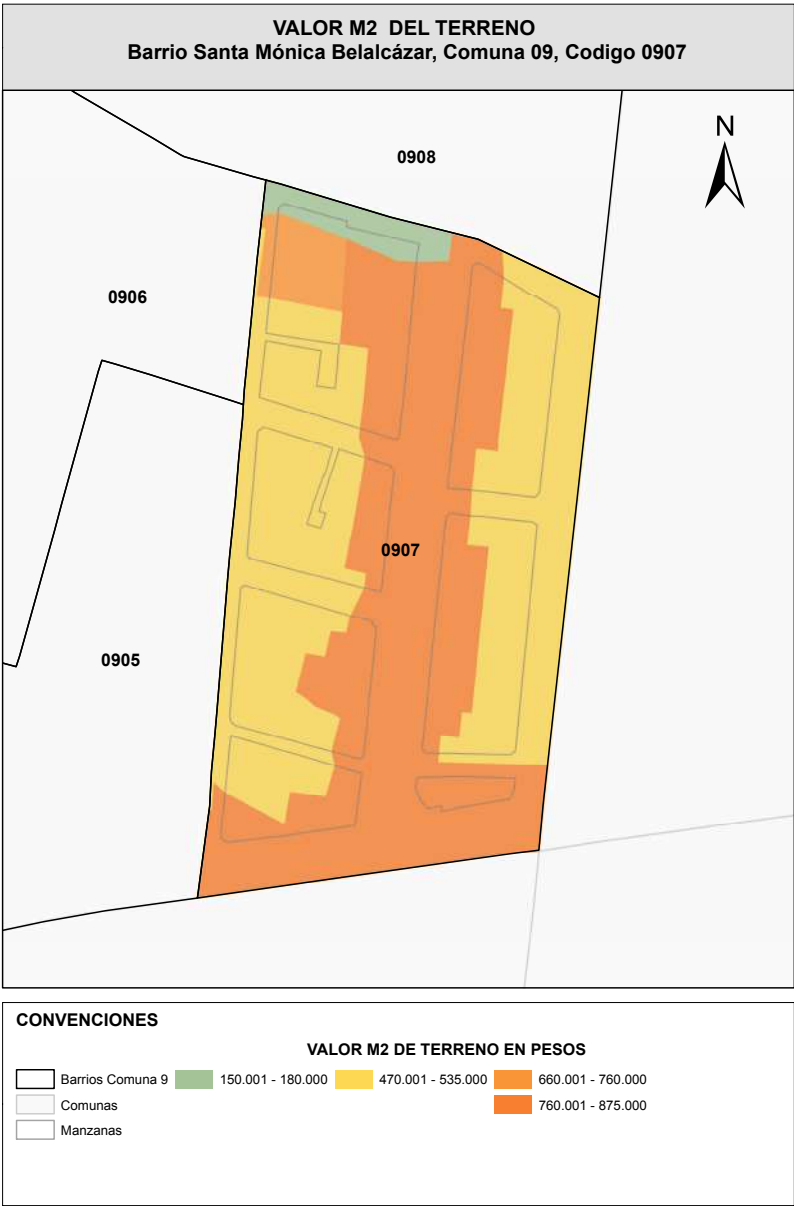 VALOR M2 DEL TERRENO
Barrio Santa Mónica Belalcázar, Comuna 09, Codigo 0907
N
0908
0906
0907
0905
CONVENCIONES
VALOR M2 DE TERRENO EN PESOS
Barrios Comuna 9 150.001 - 180.000 470.001 - 535.000 660.001 - 760.000
Comunas 760.001 - 875.000
Manzanas